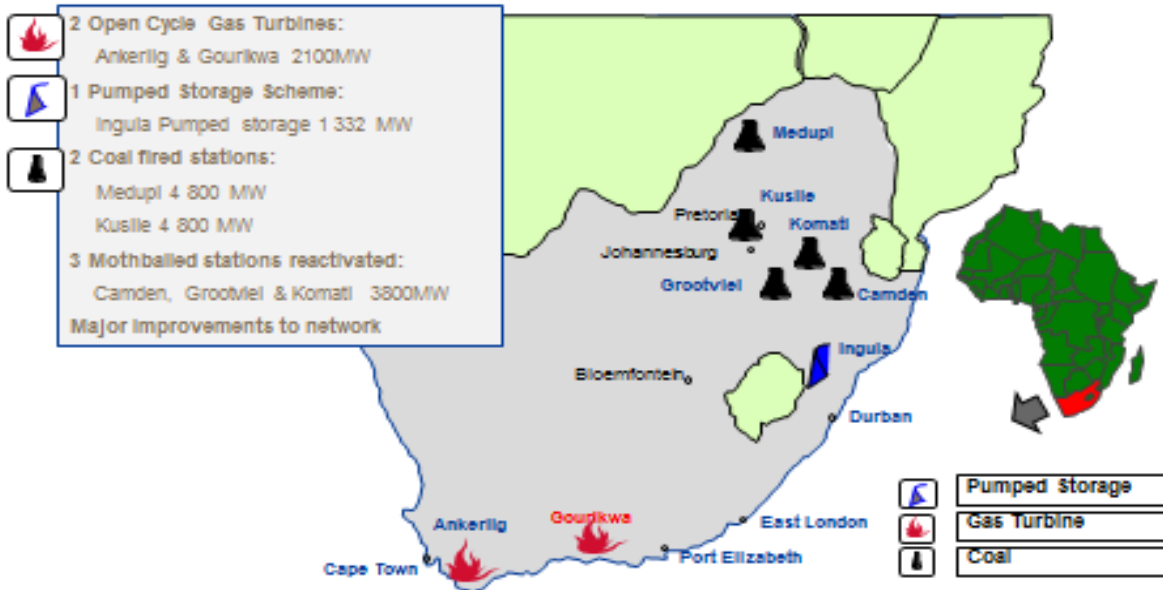 2 Open Cycle Gas Turbines:
Ankerlig & Gourikwa 2100MW
1 Pumped Storage Scheme:
Ingula Pumped storage 1 332 MW
2 Coal fired stations:
Medupi 4 800 MW
Kusile 4 800 MW
3 Mothballed stations reactivated:
Camden, Grootvlei & Komati 3800MW
Major improvements to network
Medupi
Kusile
Pretoria
Komati
Johannesburg
Grootvlei
Camden
Ingula
Bloemfontein
Durban
Ankerlig
Gourikwa
East London
Port Elizabeth
Cape Town
Pumped Storage
Gas Turbine
Coal